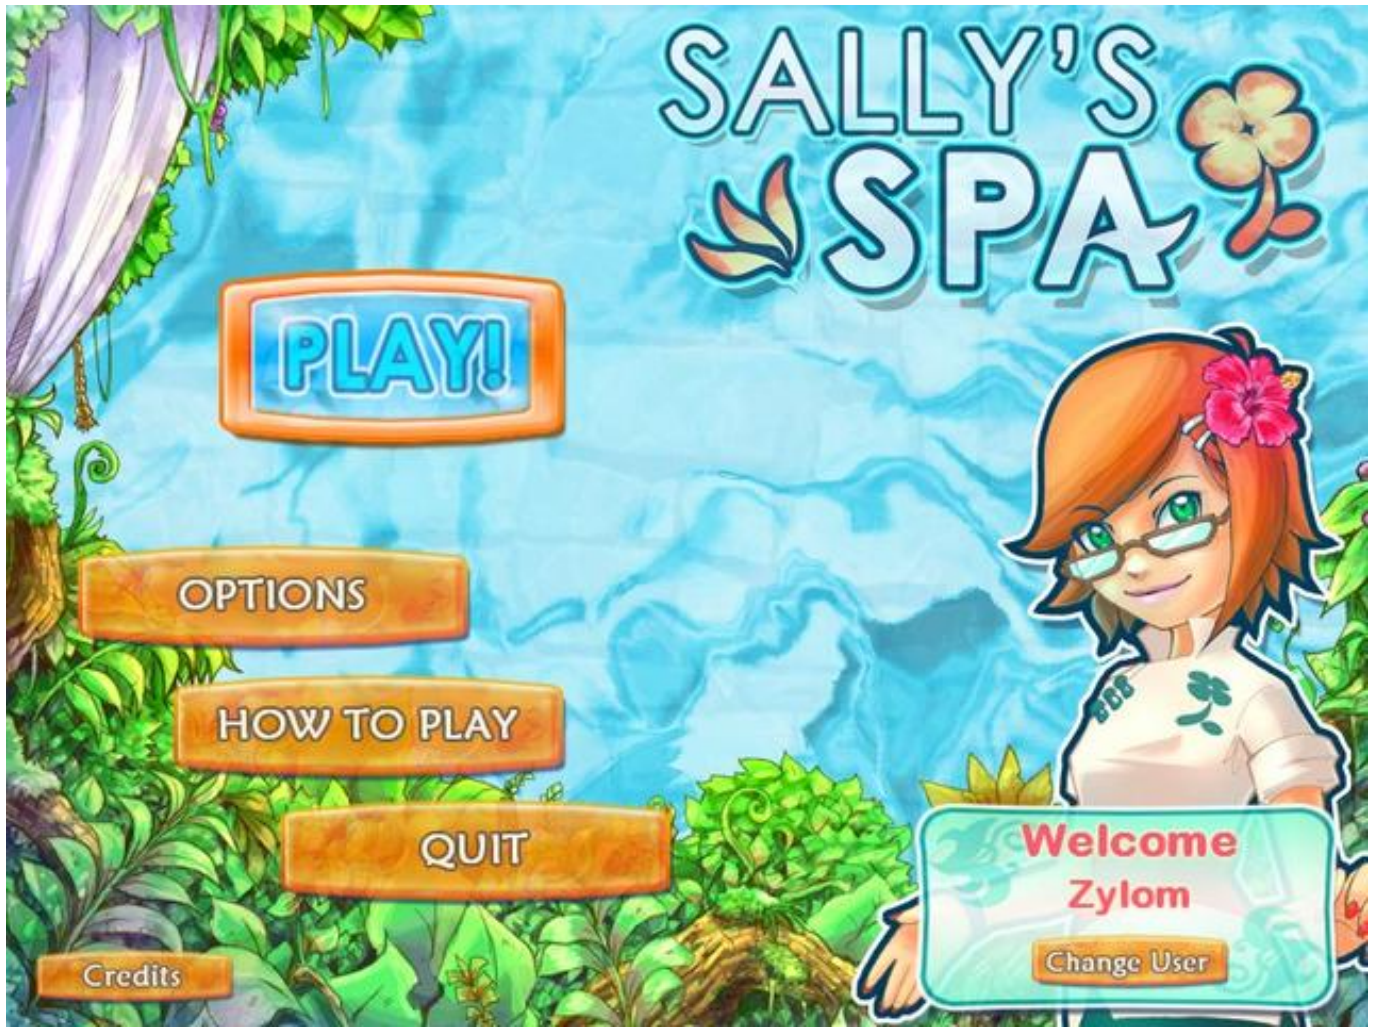 SALLY'S
SPA
PLAY!
OPTIONS
HOW TO PLAY
QUIT
Credits
Welcome
Zylom
Change User